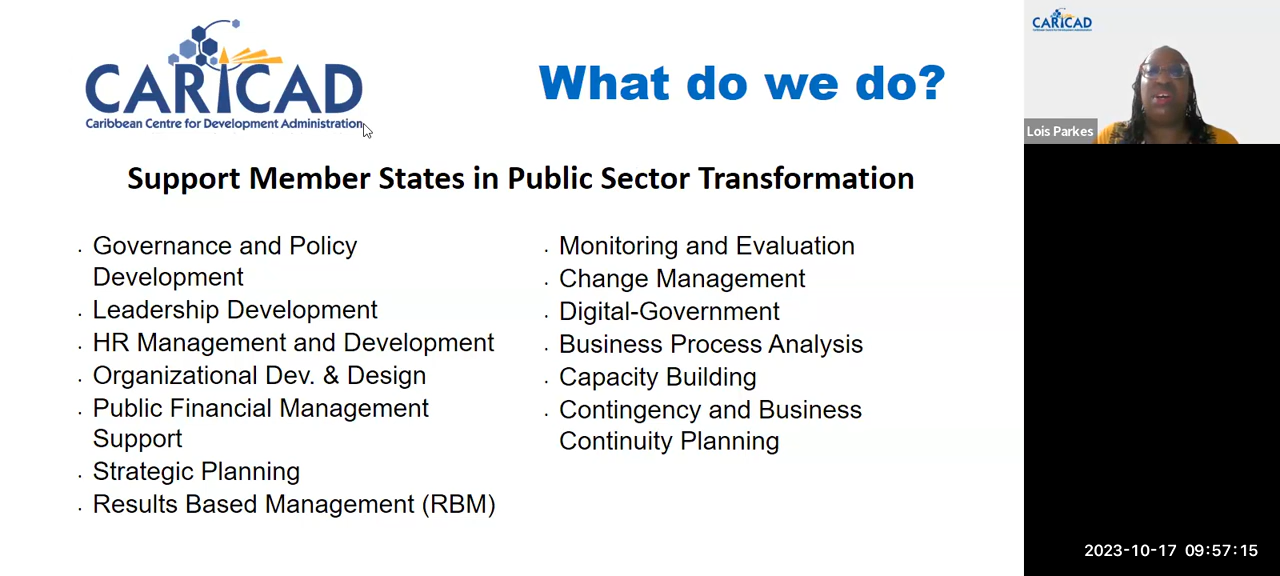 CARICAD
Caribbean Centre for Development Administration
What do we do?
Support Member States in Public Sector Transformation
· Governance and Policy
Development
· Leadership Development
· HR Management and Development
· Organizational Dev. & Design
· Public Financial Management
Support
· Strategic Planning
· Results Based Management (RBM)
· Monitoring and Evaluation
· Change Management
· Digital-Government
· Business Process Analysis
· Capacity Building
· Contingency and Business
Continuity Planning
CARICAD
Lois Parkes
2023-10-17 09:57:15